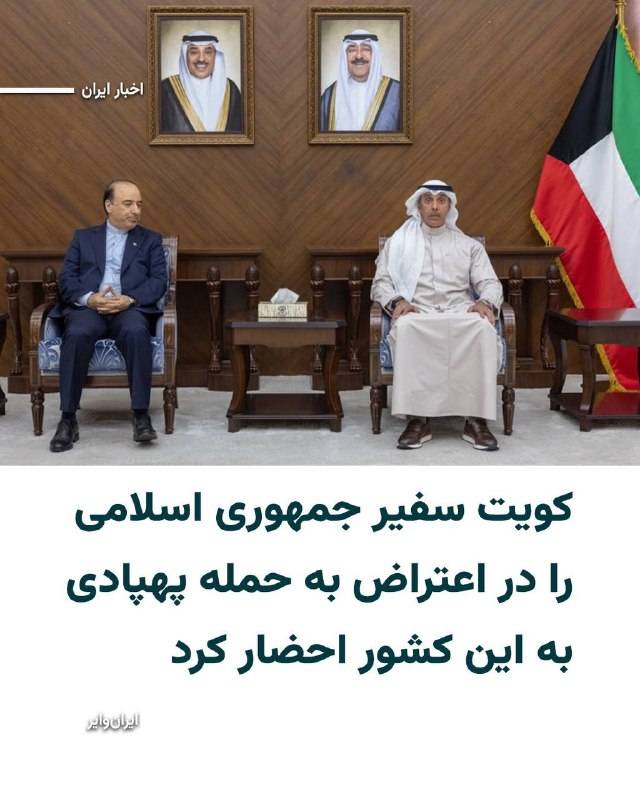 اخبار ایران
کویت سفیر جمهوری اسلامی
را در اعتراض به حمله پهپادی
به این کشور احضار کرد
ایران‌وایر